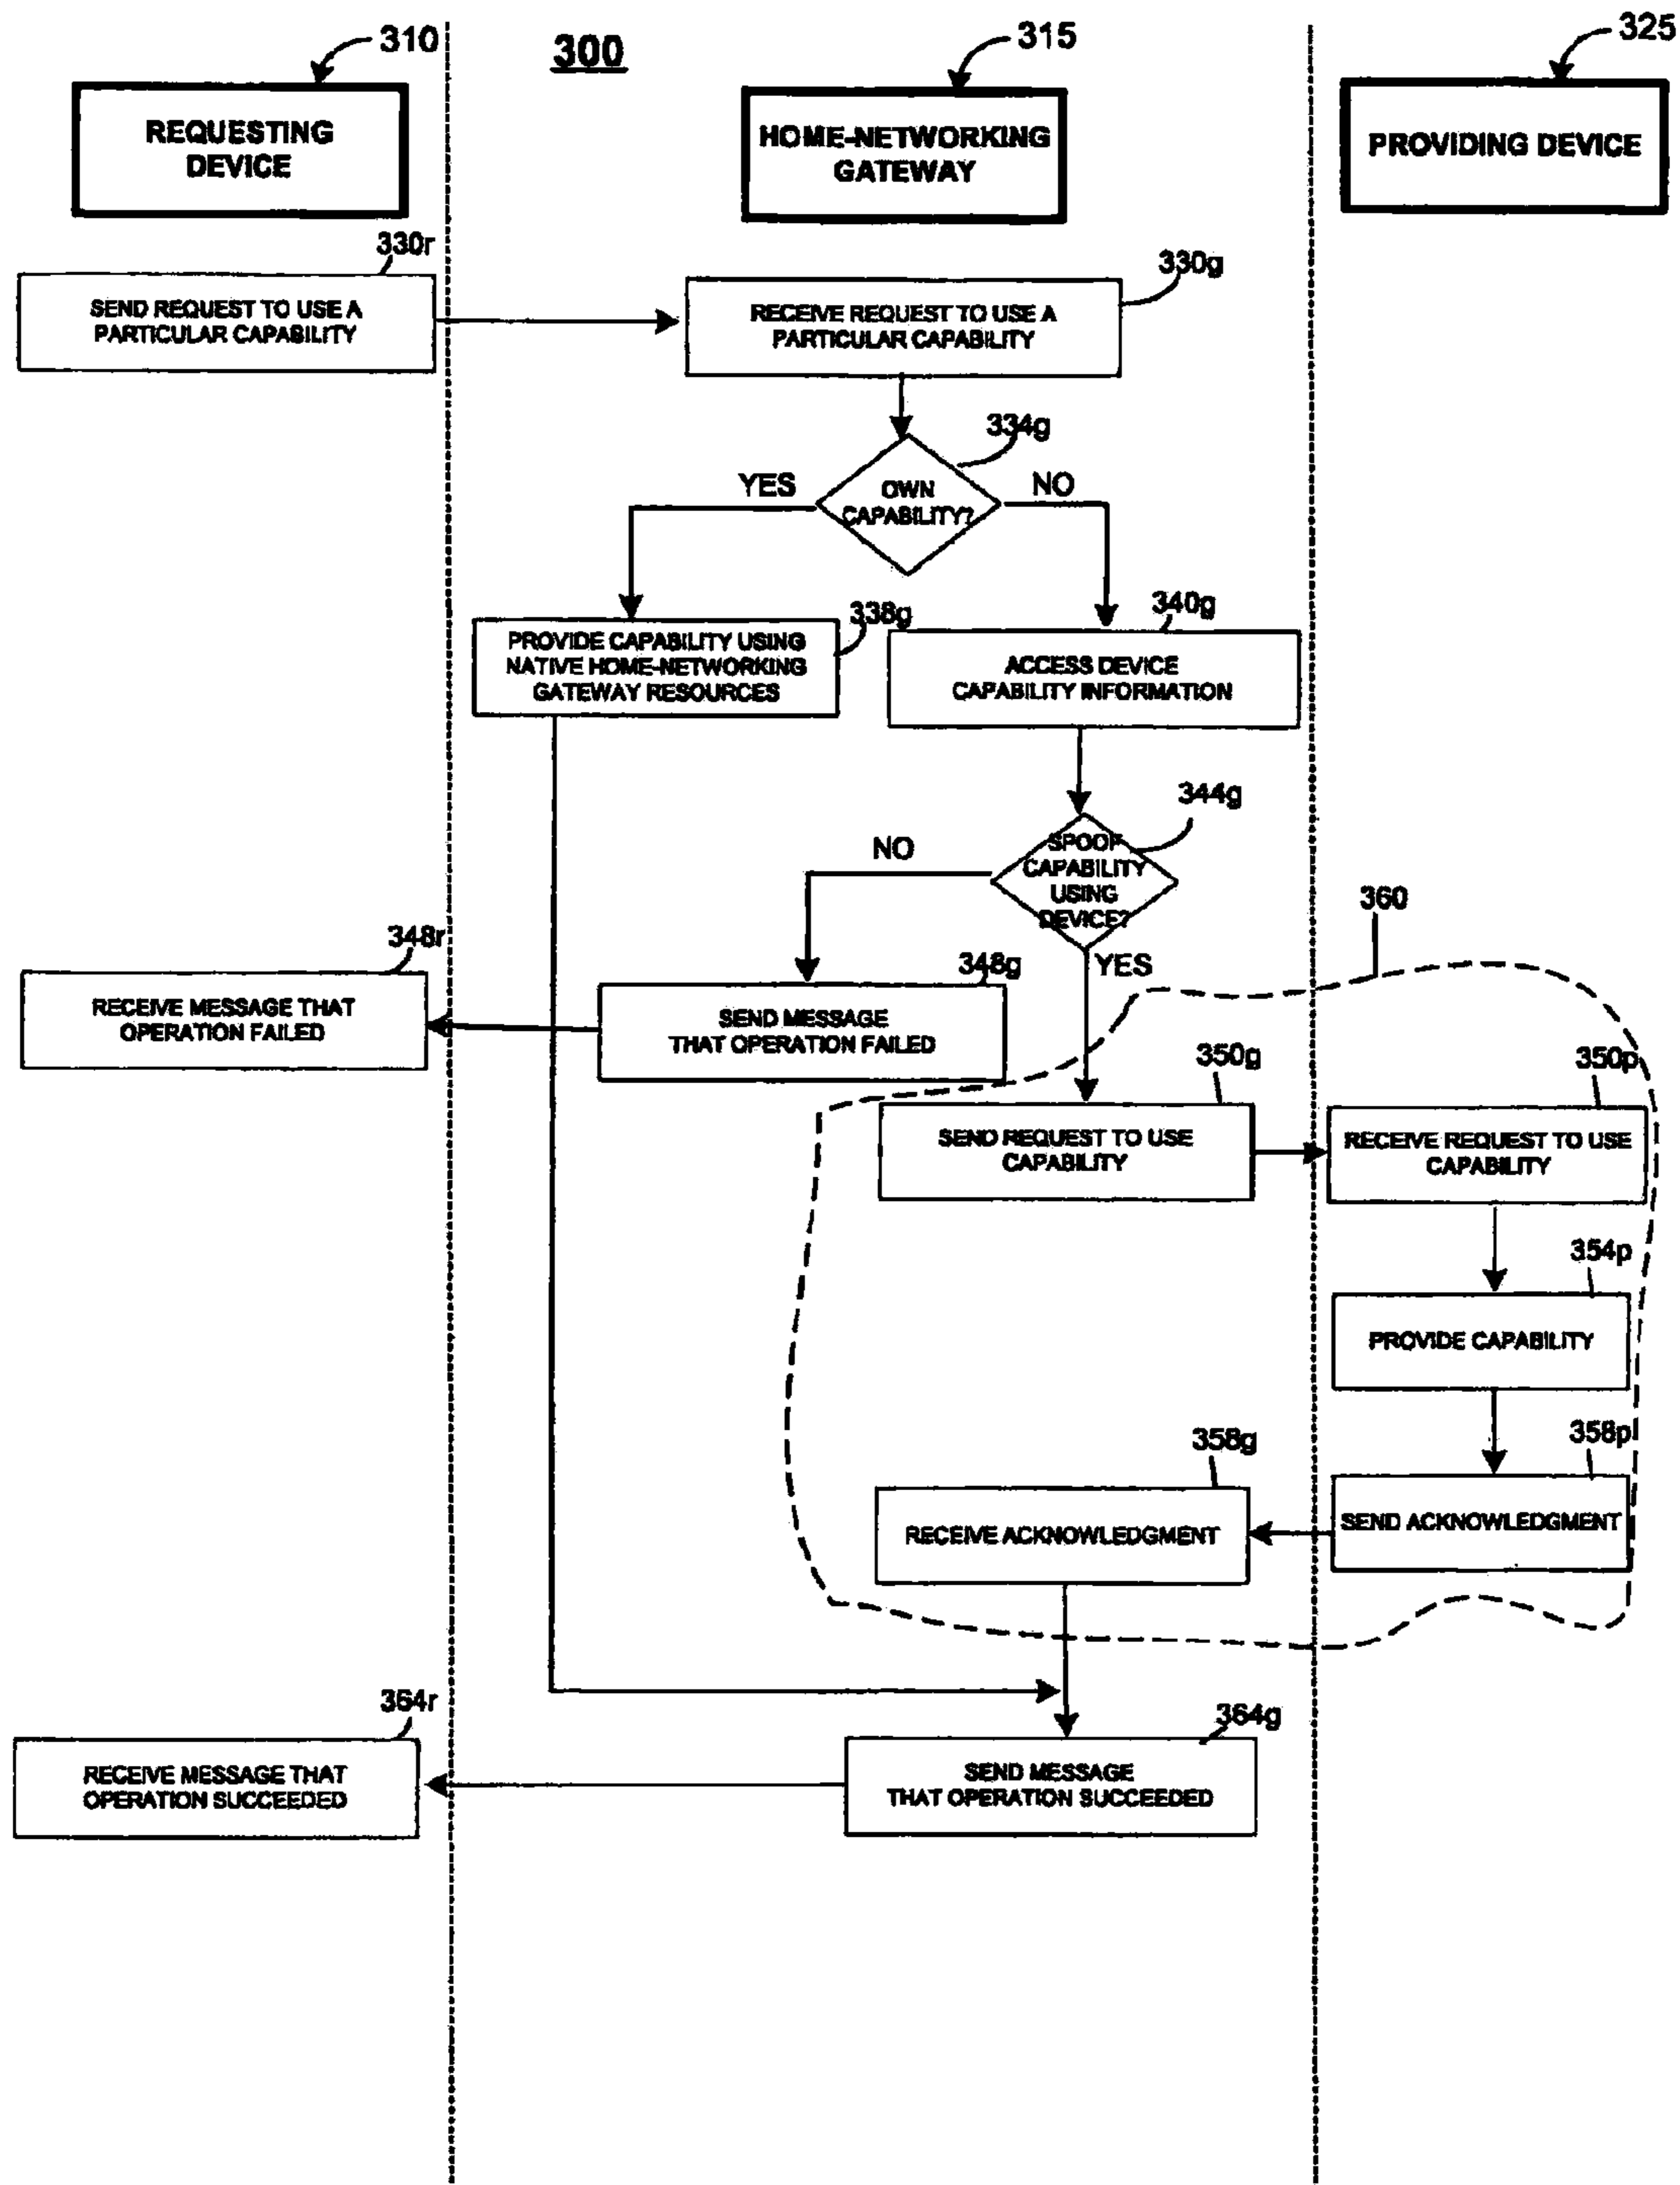 310
300
315
325
REQUESTING
DEVICE
HOME-NETWORKING
GATEWAY
PROVIDING DEVICE
330r
SEND REQUEST TO USE A
PARTICULAR CAPABILITY
330g
RECEIVE REQUEST TO USE A
PARTICULAR CAPABILITY
334g
YES
OWN
CAPABILITY?
NO
338g
PROVIDE CAPABILITY USING
NATIVE HOME-NETWORKING
GATEWAY RESOURCES
340g
ACCESS DEVICE
CAPABILITY INFORMATION
344g
NO
SPOOF
CAPABILITY
USING
DEVICE?
YES
360
348r
RECEIVE MESSAGE THAT
OPERATION FAILED
348g
SEND MESSAGE
THAT OPERATION FAILED
350g
SEND REQUEST TO USE
CAPABILITY
350p
RECEIVE REQUEST TO USE
CAPABILITY
354p
PROVIDE CAPABILITY
358p
SEND ACKNOWLEDGMENT
358g
RECEIVE ACKNOWLEDGMENT
364r
RECEIVE MESSAGE THAT
OPERATION SUCCEEDED
364g
SEND MESSAGE
THAT OPERATION SUCCEEDED